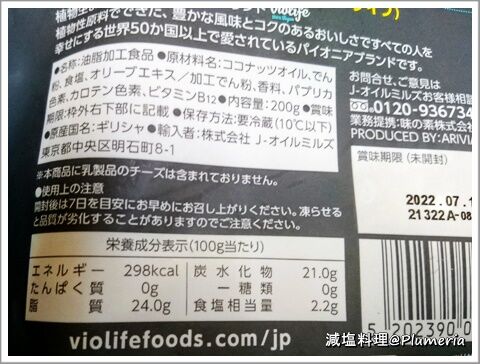 植物性原料でできた、豊かな風味とコクのあるおいしさですべての人を
幸せにする世界50か国以上で愛されているパイオニアブランドです。
●名称:油脂加工食品●原材料名:ココナッツオイル、でん
粉、食塩、オリーブエキス/加工でん粉、香料、パプリカ
色素、カロテン色素、ビタミンB12●内容量:200g●賞味
期限:枠外右下部に記載●保存方法:要冷蔵(10℃以下)
●原産国名:ギリシャ●輸入者:株式会社 J-オイルミルズ
東京都中央区明石町8-1
※本商品に乳製品のチーズは含まれておりません。
●使用上の注意
開封後は7日を目安にお早めにお召し上がりください。凍らせる
と品質が劣化することがありますのでご注意ください。
栄養成分表示(100g当たり)
エネルギー 298kcal 炭水化物 21.0g
たんぱく質 0g ー糖類 0g
脂質 24.0g 食塩相当量 2.2g
violifefoods.com/jp
お問合せ、ご意見は
J-オイルミルズお客様相談
0120-936734
業務提携:味の素株式会社
PRODUCED BY:ARIVIA
賞味期限(未開封)
2022.07.1
21322A-08
5 202390 0
減塩料理@Plumeria